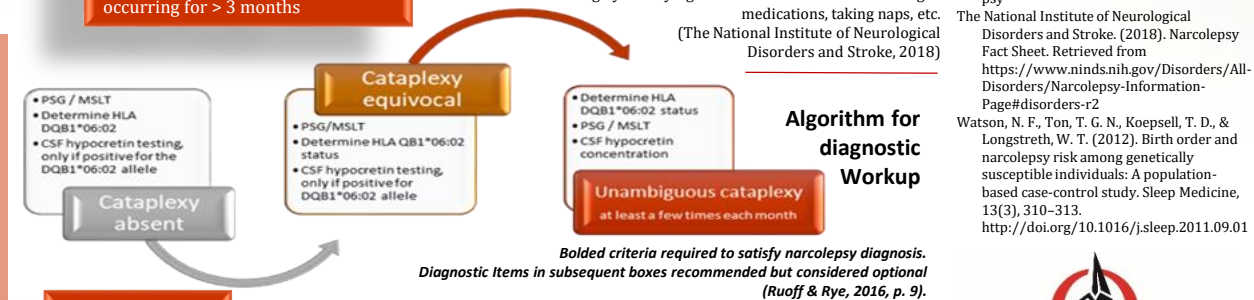 occurring for > 3 months
medications, taking naps, etc.
(The National Institute of Neurological
Disorders and Stroke, 2018)
• PSG / MSLT
• Determine HLA
DQB1*06:02
• CSF hypocretin testing,
only if positive for the
DQB1*06:02 allele
Cataplexy
absent
Cataplexy
equivocal
• PSG/MSLT
• Determine HLA QB1*06:02
status
• CSF hypocretin testing,
only if positive for
DQB1*06:02 allele
• Determine HLA
DQB1*06:02 status
• PSG / MSLT
• CSF hypocretin
concentration
Unambiguous cataplexy
at least a few times each month
Algorithm for
diagnostic
Workup
Bolded criteria required to satisfy narcolepsy diagnosis.
Diagnostic Items in subsequent boxes recommended but considered optional
(Ruoff & Rye, 2016, p. 9).
psy
The National Institute of Neurological
Disorders and Stroke. (2018). Narcolepsy
Fact Sheet. Retrieved from
https://www.ninds.nih.gov/Disorders/All-
Disorders/Narcolepsy-Information-
Page#disorders-r2
Watson, N. F., Ton, T. G. N., Koepsell, T. D., &
Longstreth, W. T. (2012). Birth order and
narcolepsy risk among genetically
susceptible individuals: A population-
based case-control study. Sleep Medicine,
13(3), 310–313.
http://doi.org/10.1016/j.sleep.2011.09.01